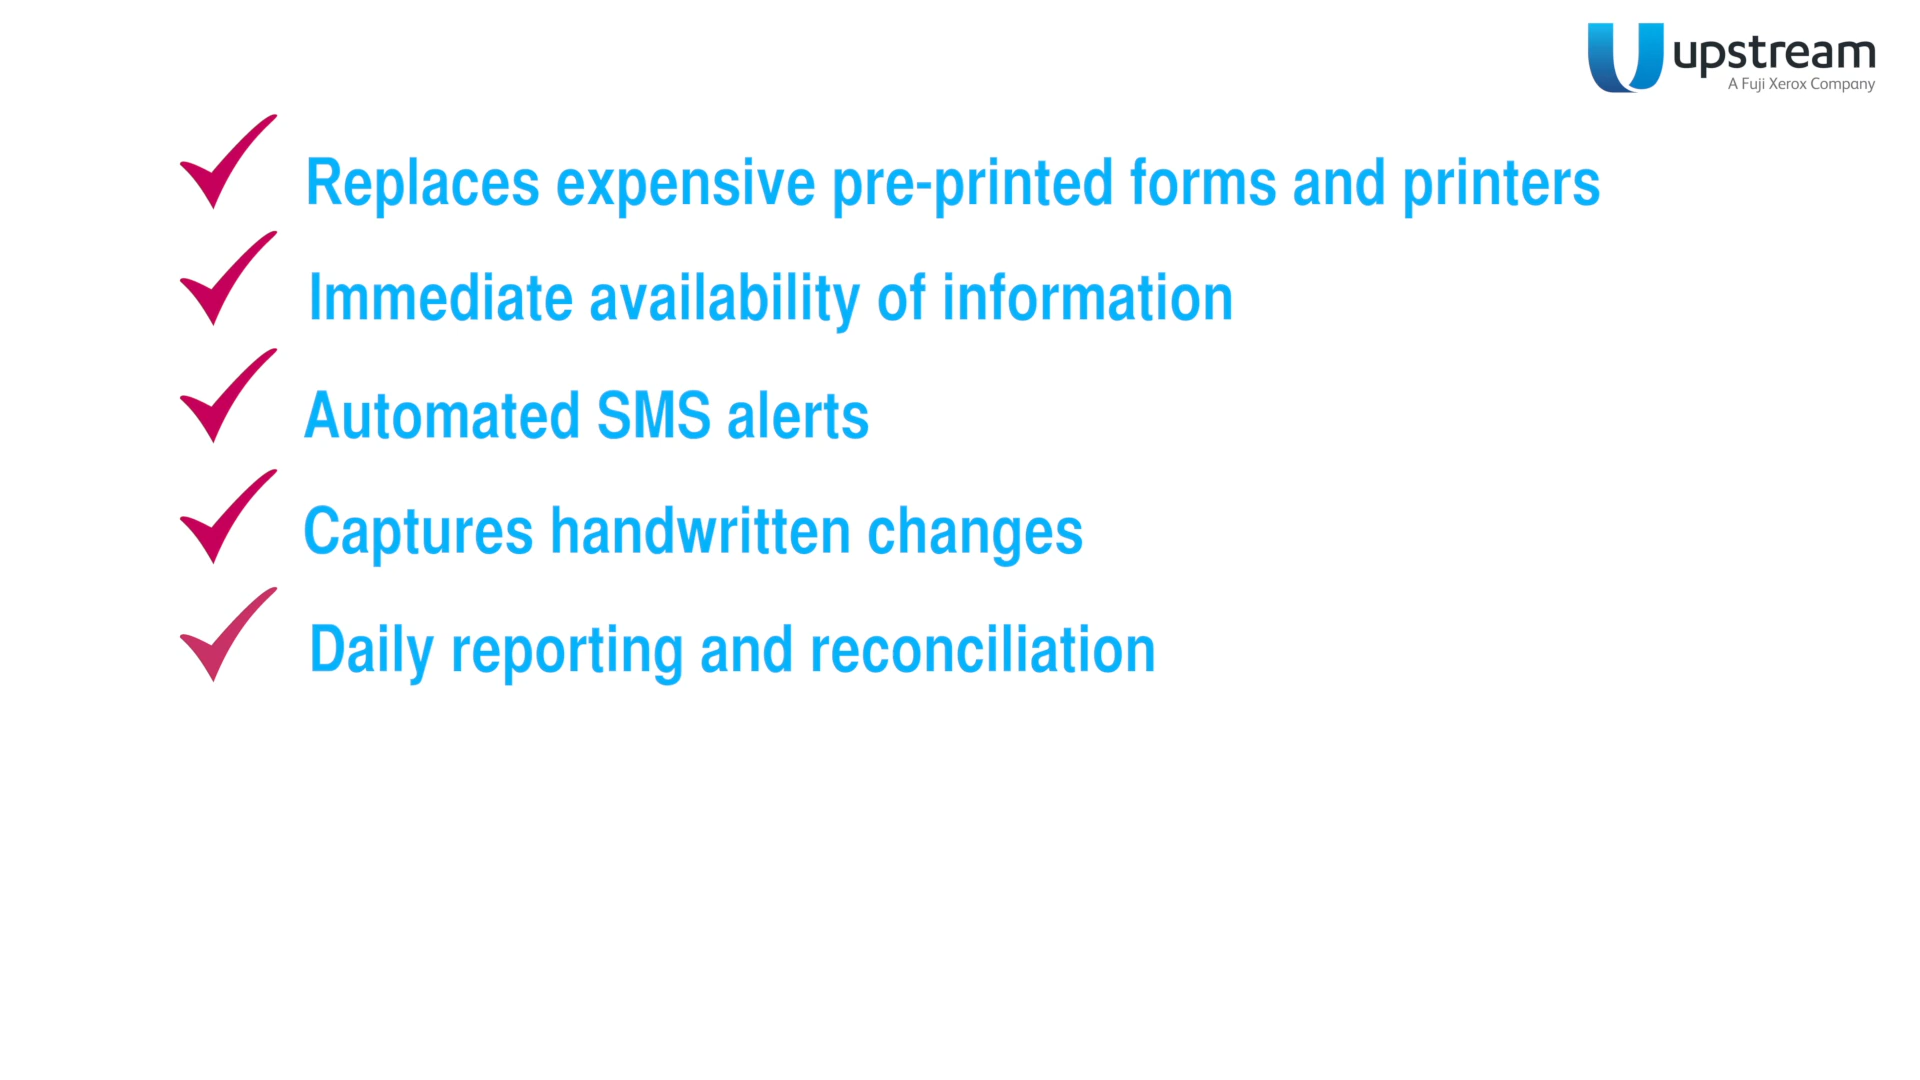 upstream
A Fuji Xerox Company
Replaces expensive pre-printed forms and printers
Immediate availability of information
Automated SMS alerts
Captures handwritten changes
Daily reporting and reconciliation